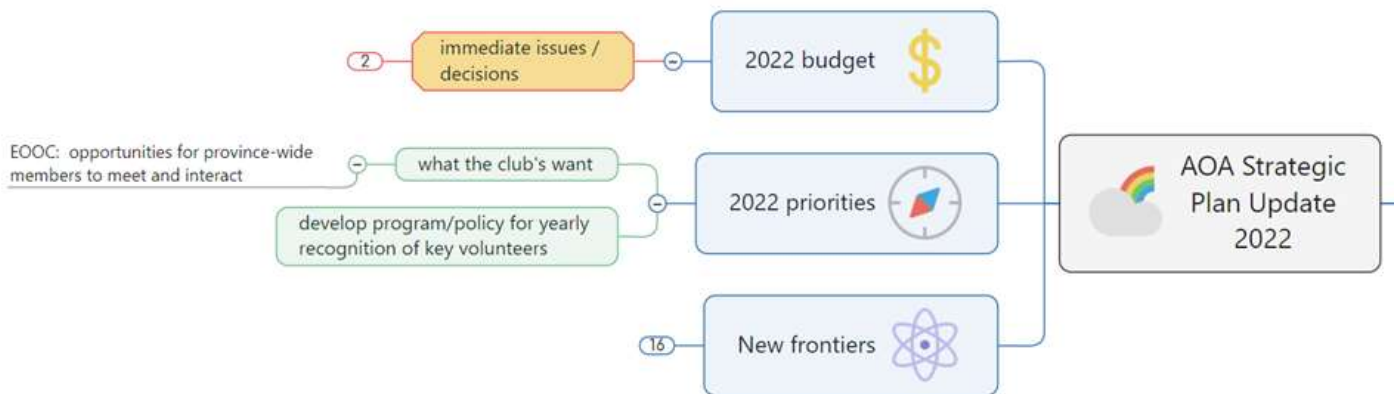 immediate issues /
decisions
2
2022 budget
EOOC:  opportunities for province-wide
members to meet and interact
what the club's want
develop program/policy for yearly
recognition of key volunteers
2022 priorities
AOA Strategic
Plan Update
2022
16
New frontiers